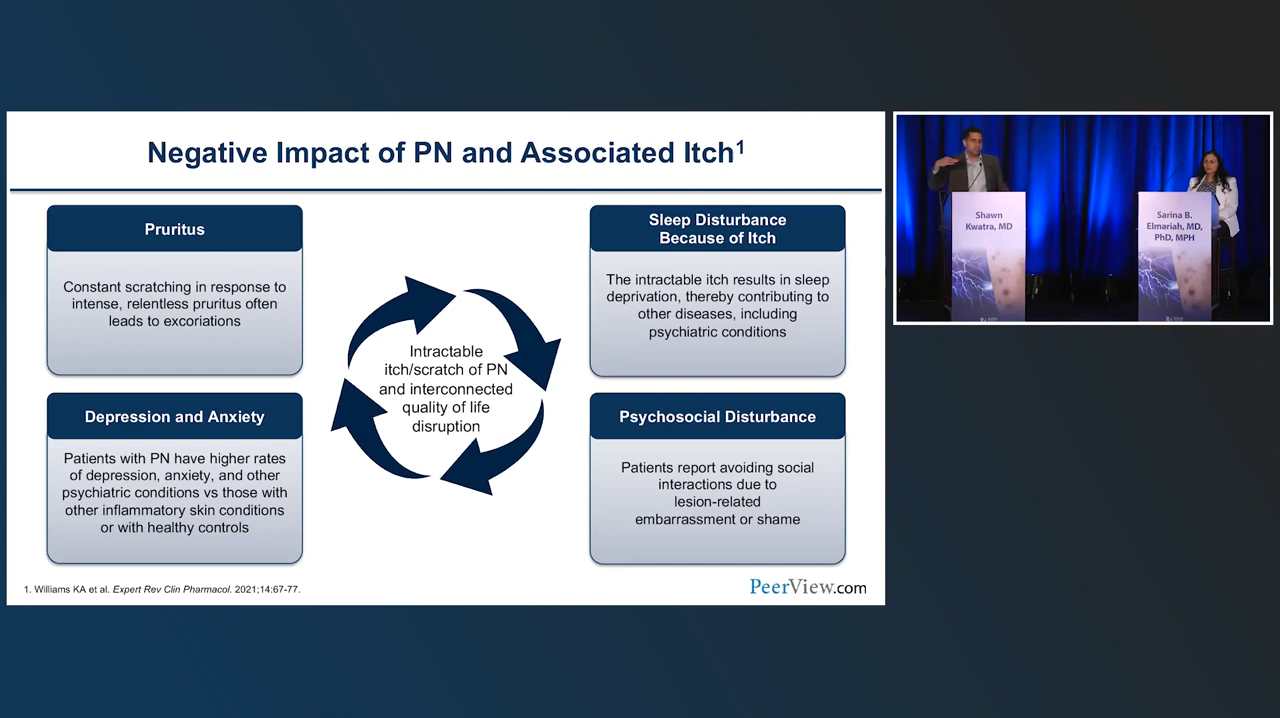 Negative Impact of PN and Associated Itch1
Pruritus
Constant scratching in response to
intense, relentless pruritus often
leads to excoriations
Sleep Disturbance
Because of Itch
The intractable itch results in sleep
deprivation, thereby contributing to
other diseases, including
psychiatric conditions
Intractable
itch/scratch of PN
and interconnected
quality of life
disruption
Depression and Anxiety
Patients with PN have higher rates
of depression, anxiety, and other
psychiatric conditions vs those with
other inflammatory skin conditions
or with healthy controls
Psychosocial Disturbance
Patients report avoiding social
interactions due to
lesion-related
embarrassment or shame
1. Williams KA et al. Expert Rev Clin Pharmacol. 2021;14:67-77.
PeerView.com
Shawn
Kwatra, MD
Sarina B.
Elmariah, MD,
PhD, MPH